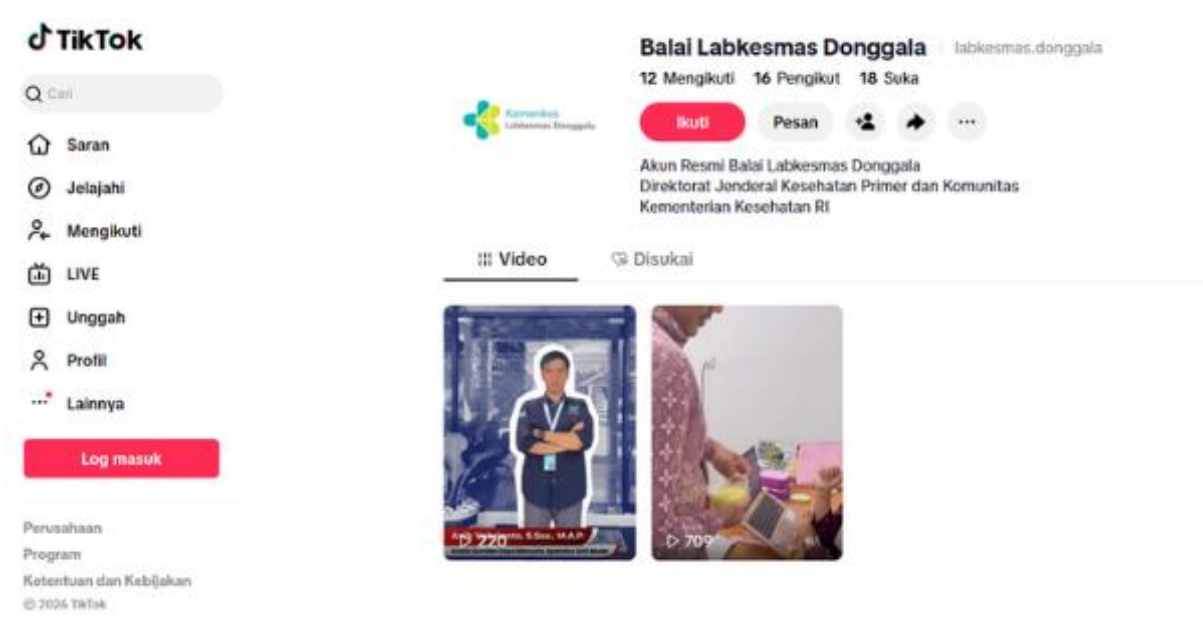 TikTok
Cari
Saran
Jelajahi
Mengikuti
LIVE
Unggah
Profil
Lainnya
Log masuk
Perusahaan
Program
Ketentuan dan Kebijakan
© 2026 TikTok
Balai Labkesmas Donggala labkesmas.donggala
12 Mengikuti 16 Pengikut 18 Suka
Kemenkes
Labkesmas Donggala
Ikuti Pesan
Akun Resmi Balai Labkesmas Donggala
Direktorat Jenderal Kesehatan Primer dan Komunitas
Kementerian Kesehatan RI
Video Disukai
S.Sos., M.A.P
220
709